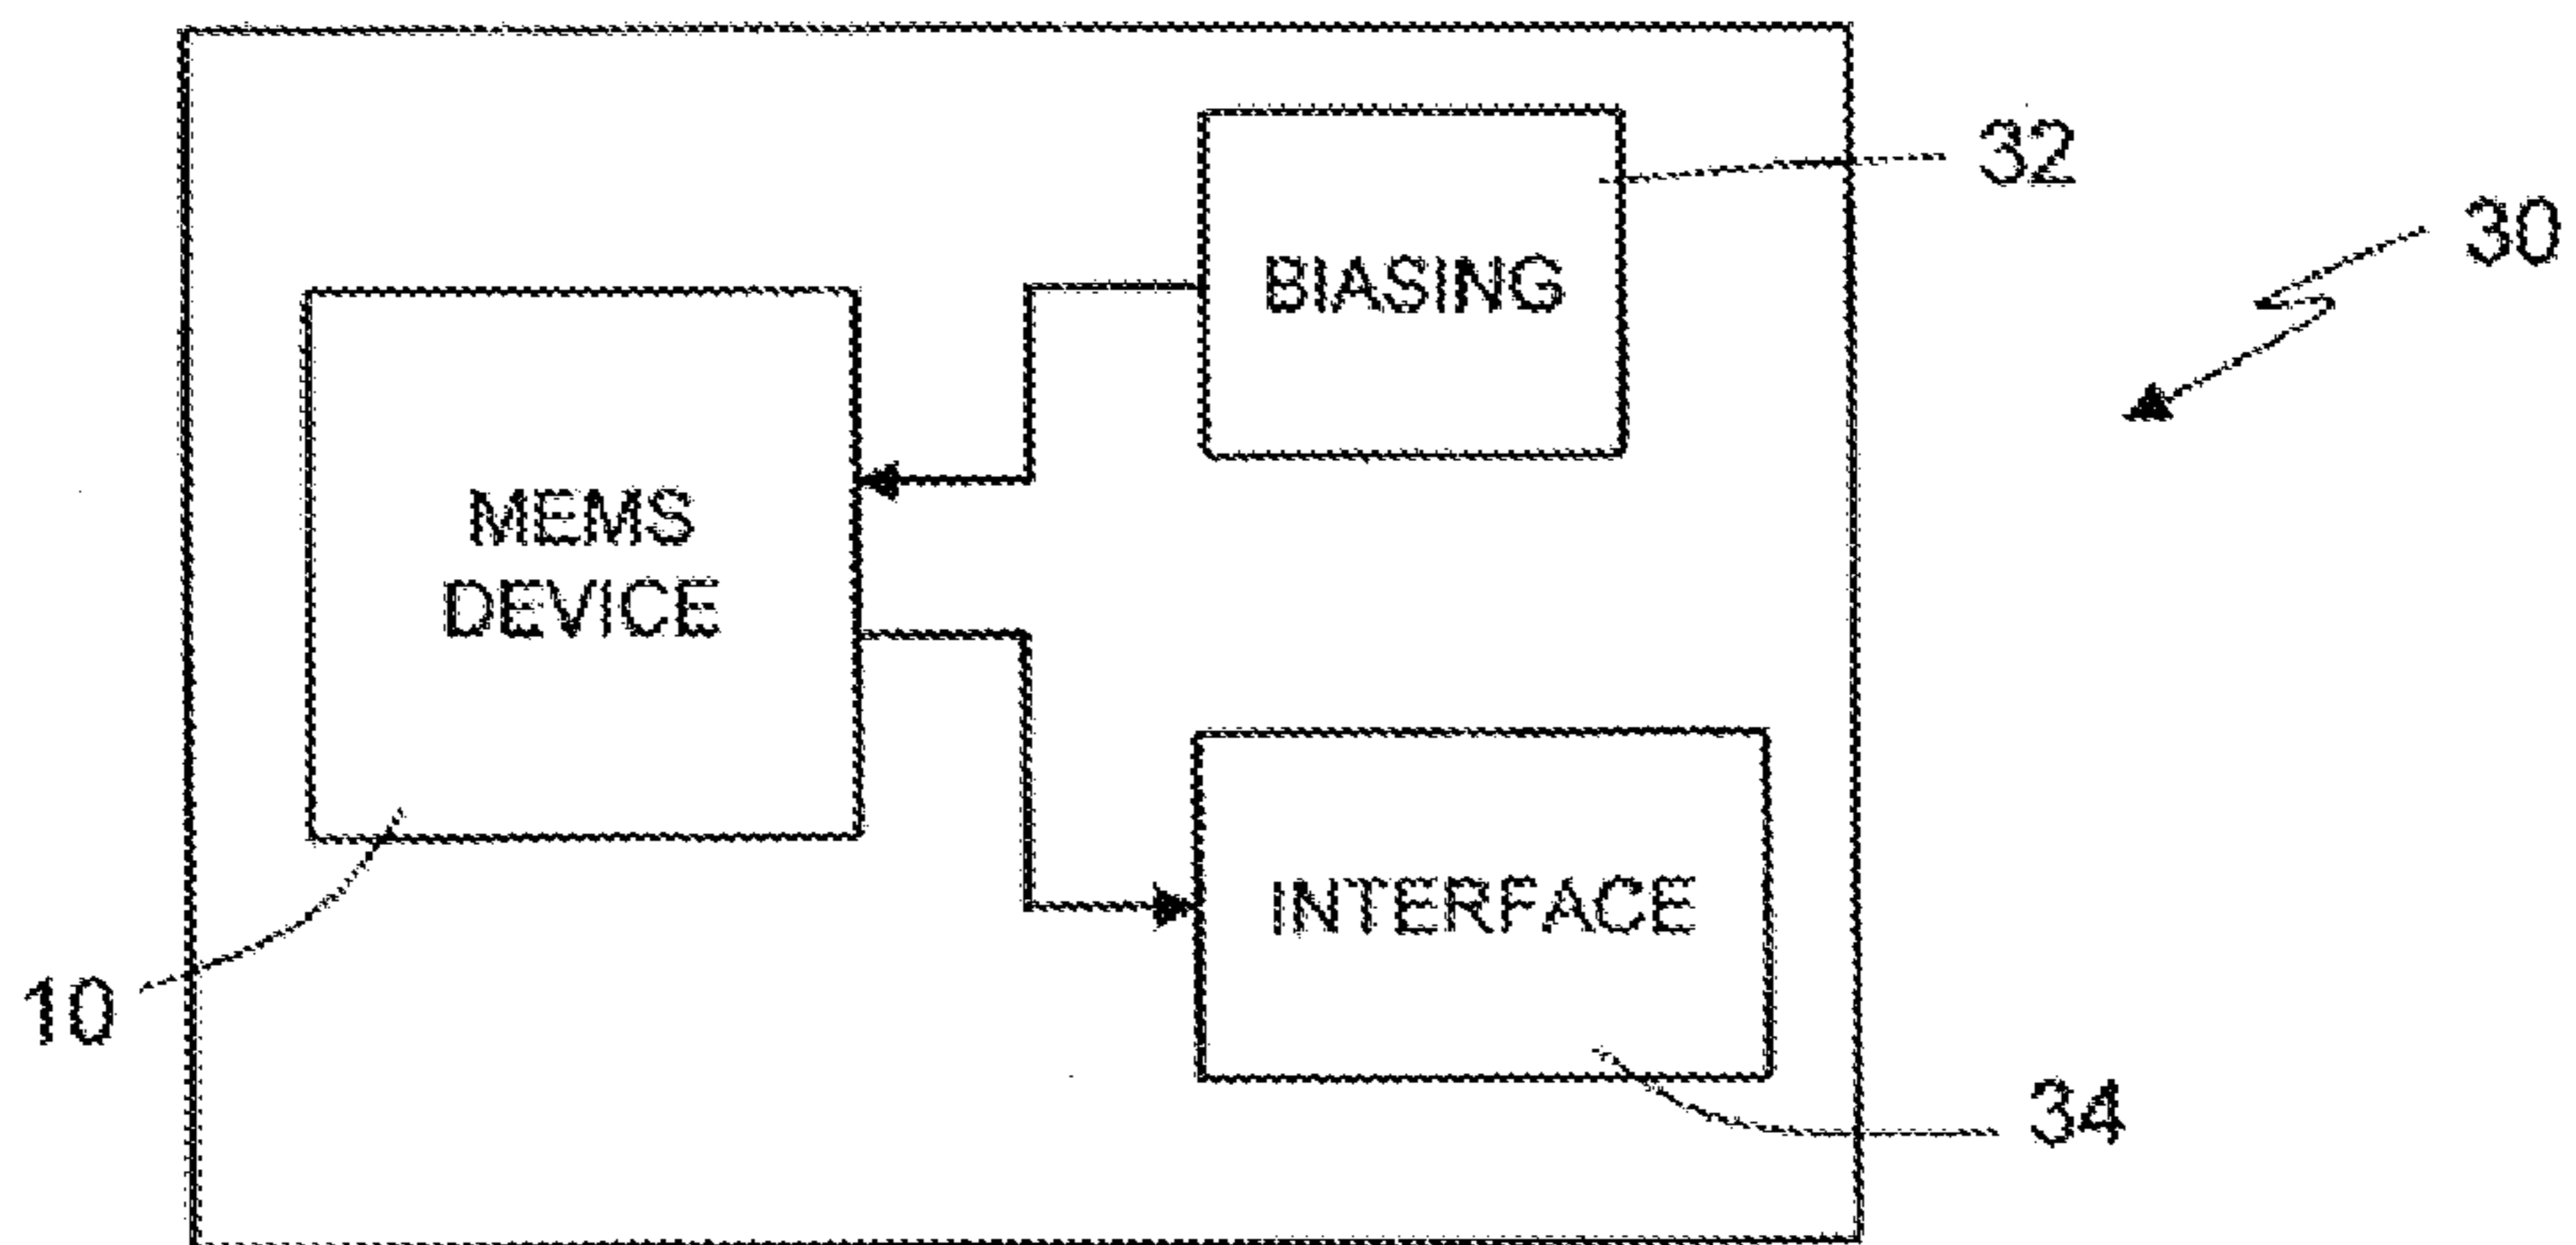 32
30
BIASING
MEMS
DEVICE
INTERFACE
10
34